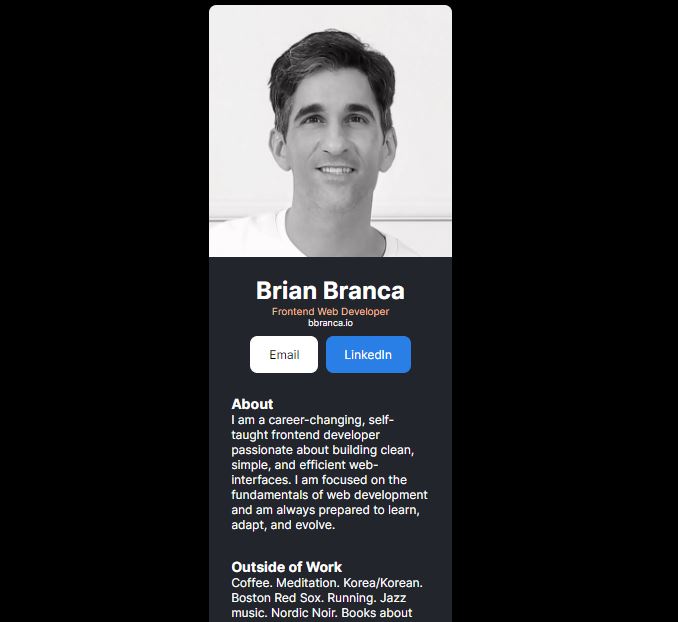 Brian Branca
Frontend Web Developer
bbranca.io
Email LinkedIn
About
I am a career-changing, self-
taught frontend developer
passionate about building clean,
simple, and efficient web-
interfaces. I am focused on the
fundamentals of web development
and am always prepared to learn,
adapt, and evolve.
Outside of Work
Coffee. Meditation. Korea/Korean.
Boston Red Sox. Running. Jazz
music. Nordic Noir. Books about